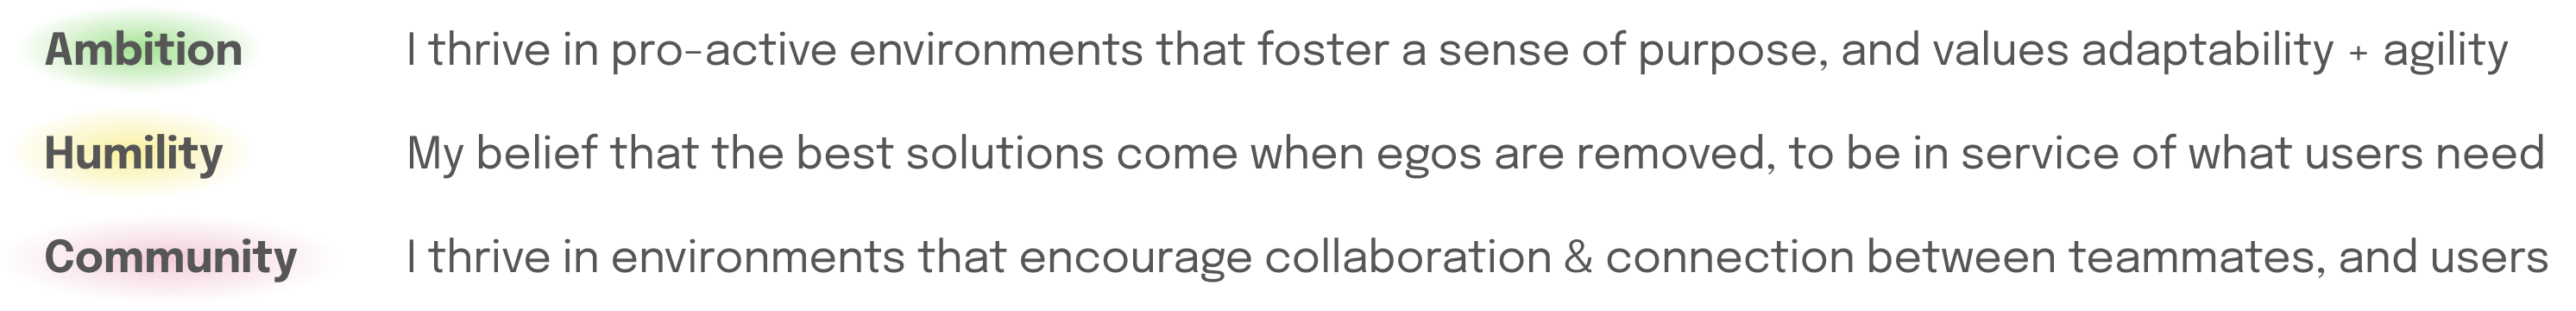 Ambition I thrive in pro-active environments that foster a sense of purpose, and values adaptability + agility
Humility My belief that the best solutions come when egos are removed, to be in service of what users need
Community I thrive in environments that encourage collaboration & connection between teammates, and users